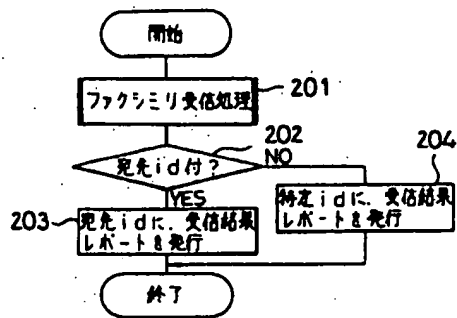 開始
ファクシミリ受信処理
201
宛先id付?
202
NO
YES
204
特定idに、受信結果
レポートを発行
203
宛先idに、受信結果
レポートを発行
終了